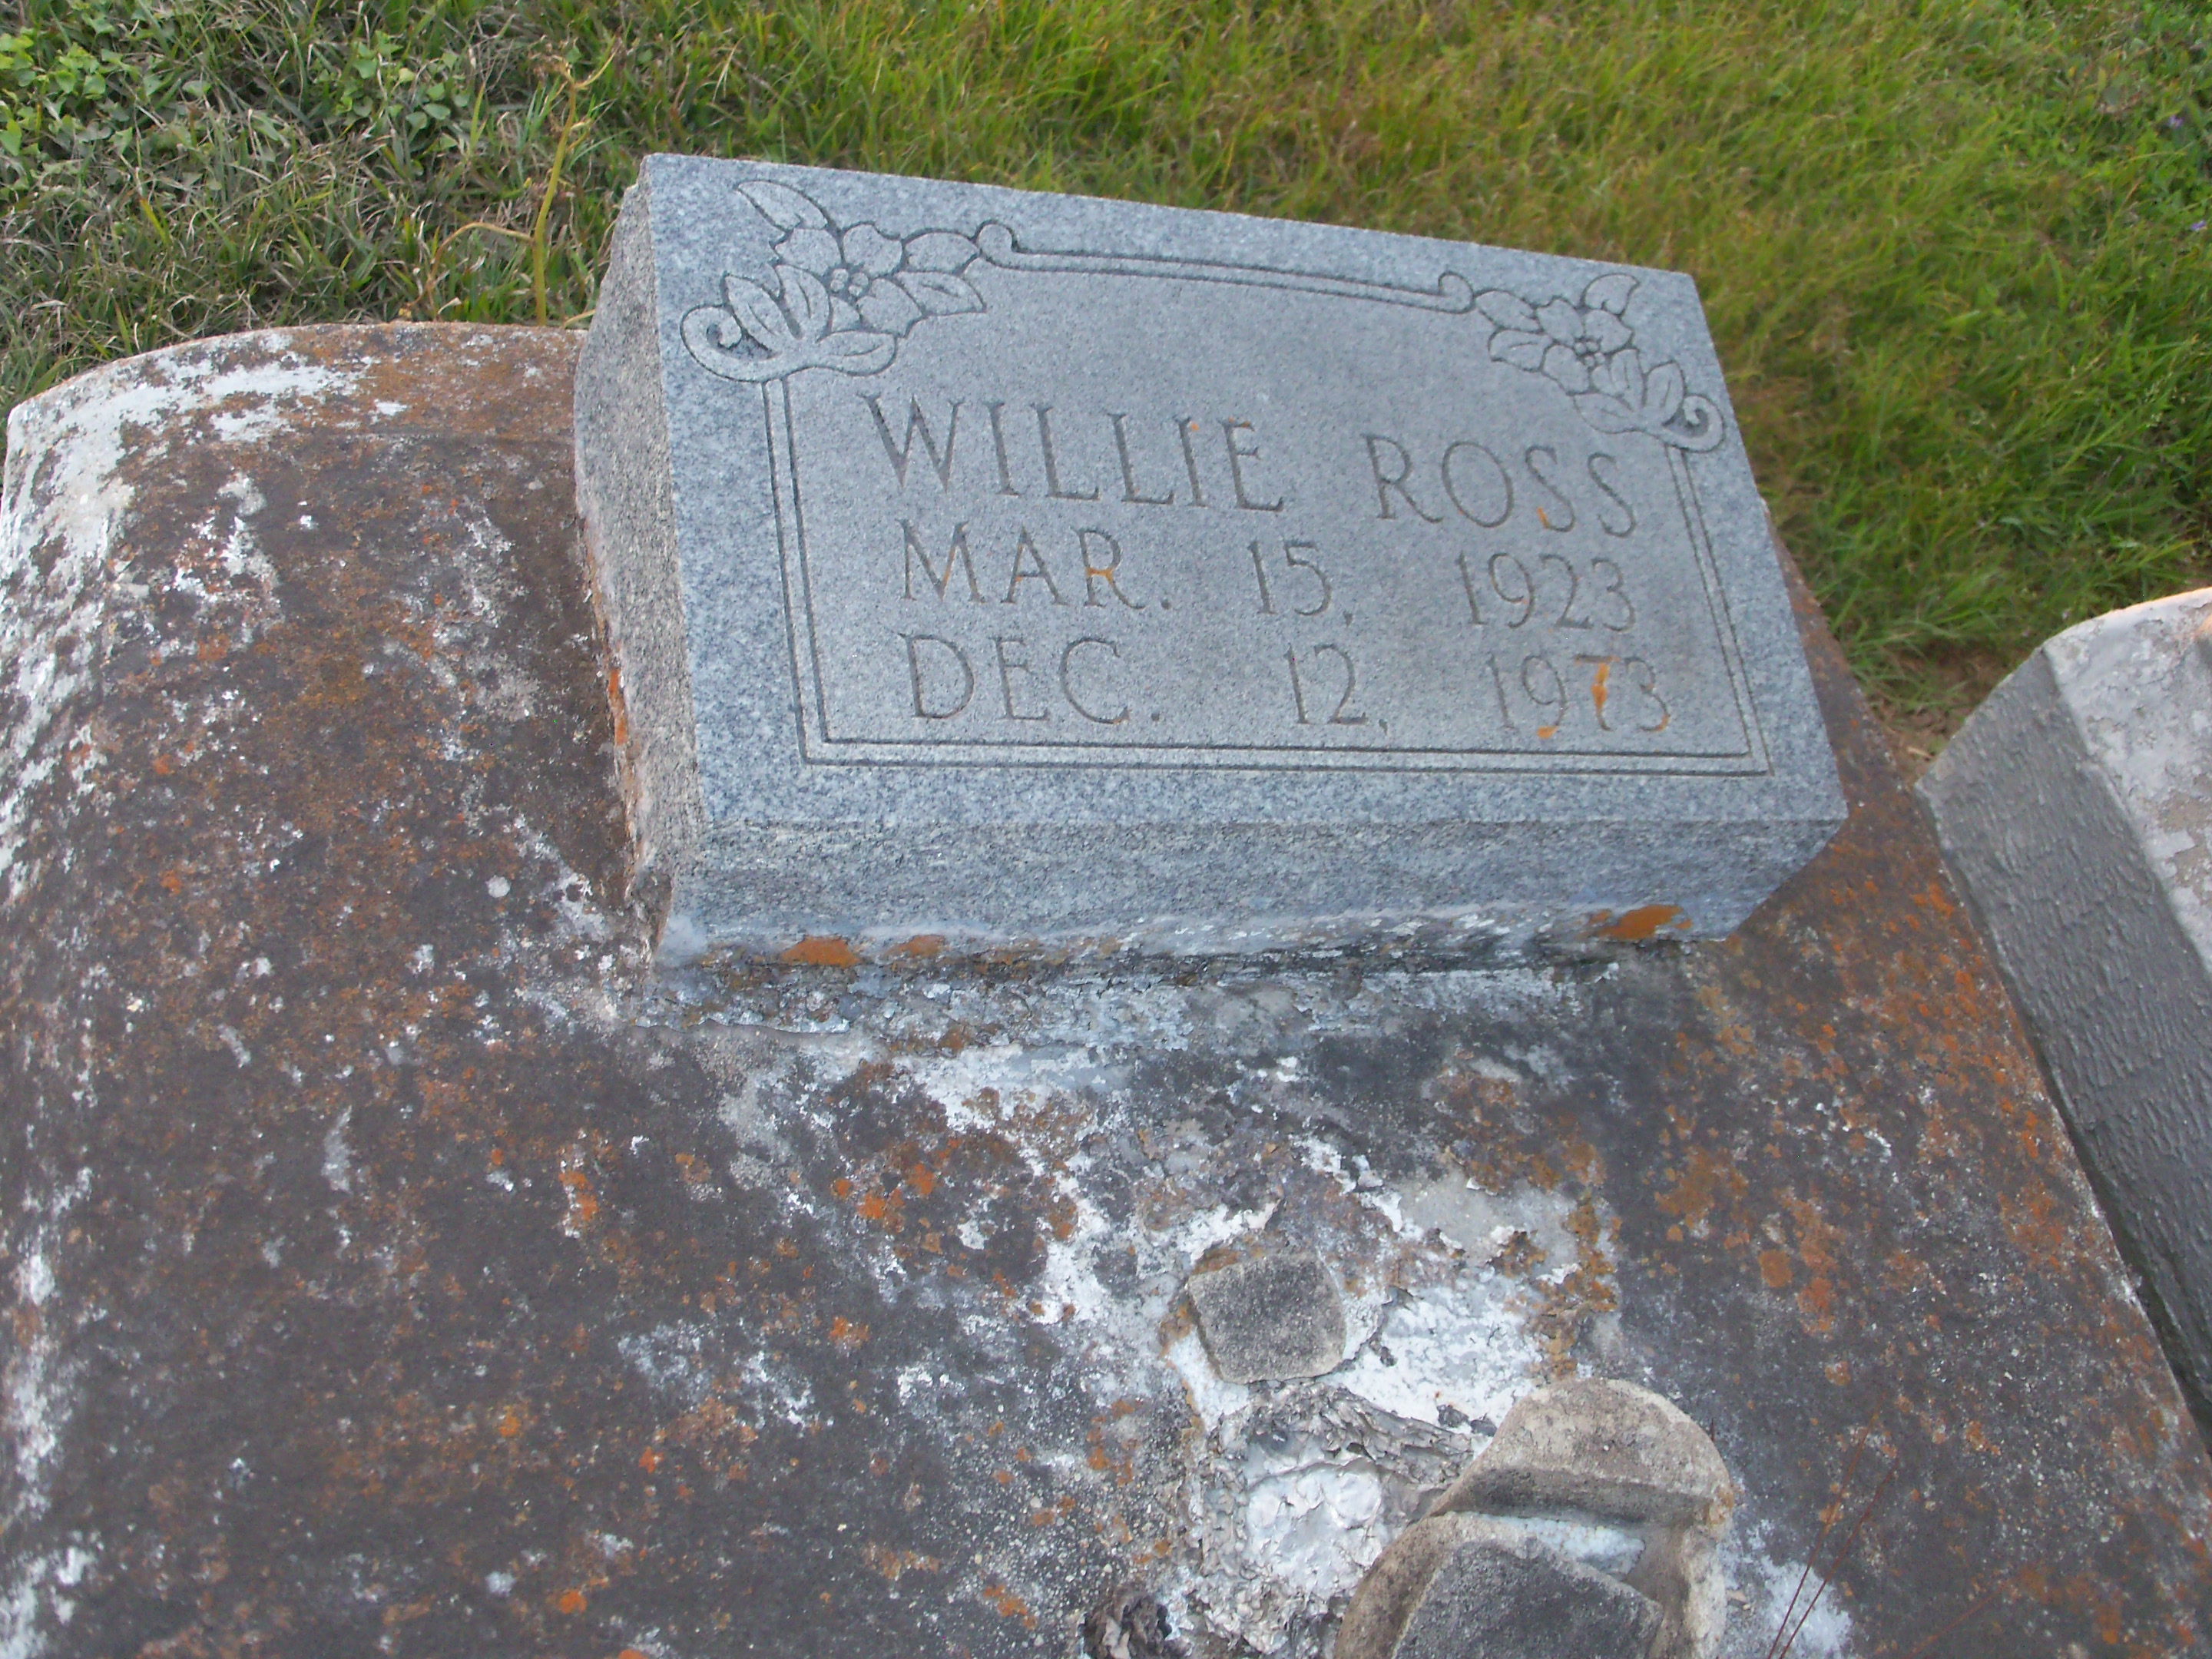 WILLIE ROSS
MAR. 15, 1923
DEC. 12, 1973